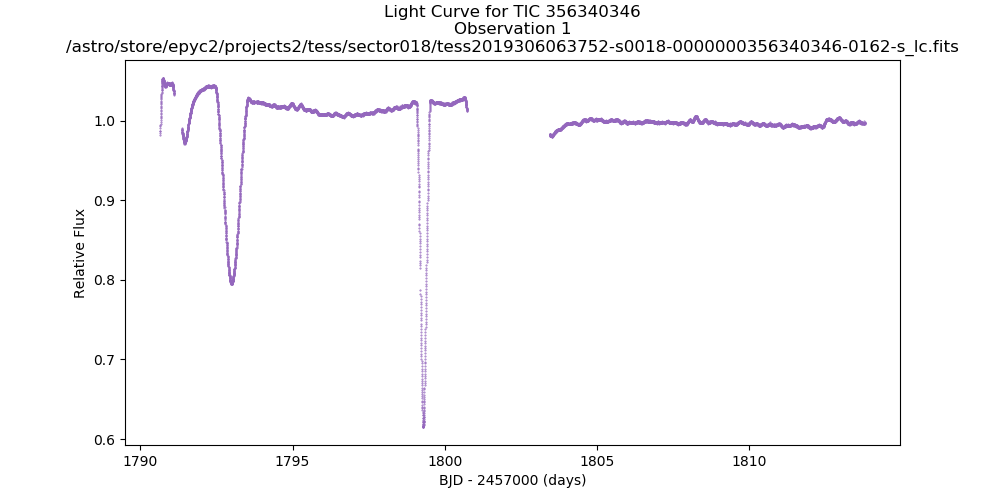 Light Curve for TIC 356340346
Observation 1
/astro/store/epyc2/projects2/tess/sector018/tess2019306063752-s0018-0000000356340346-0162-s_lc.fits
1.0
0.9
0.8
0.7
0.6
Relative Flux
1790 1795 1800 1805 1810
BJD - 2457000 (days)